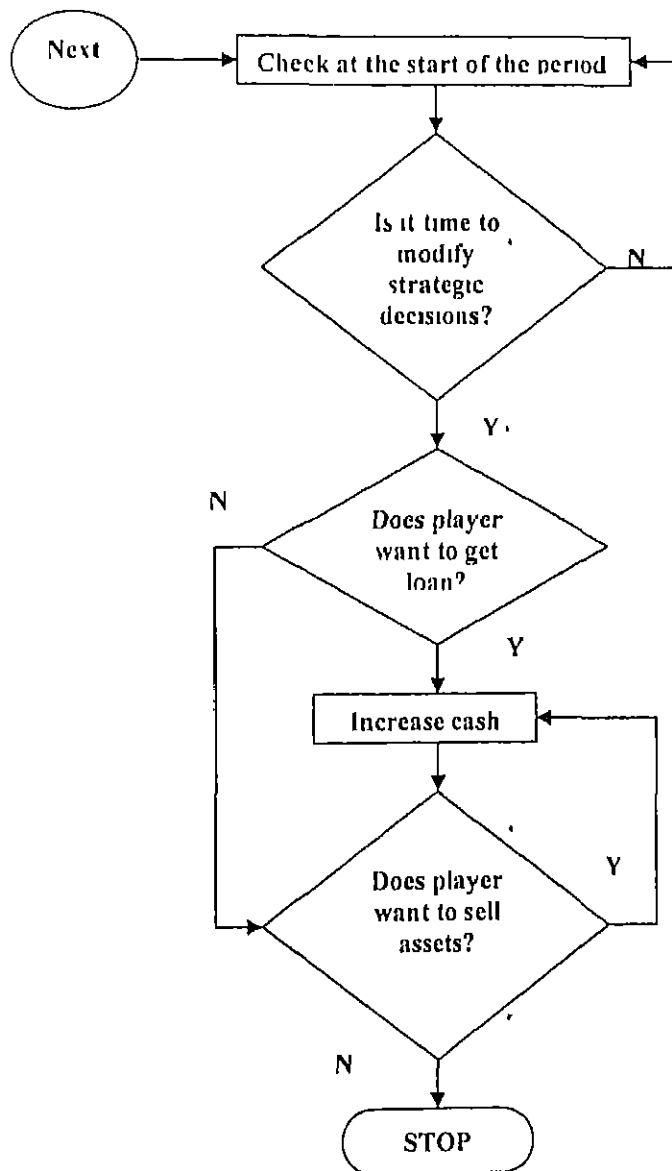 Next
Check at the start of the period
Is it time to
modify
strategic
decisions?
N
Y
N
Does player
want to get
loan?
Y
Increase cash
Does player
want to sell
assets?
Y
N
STOP